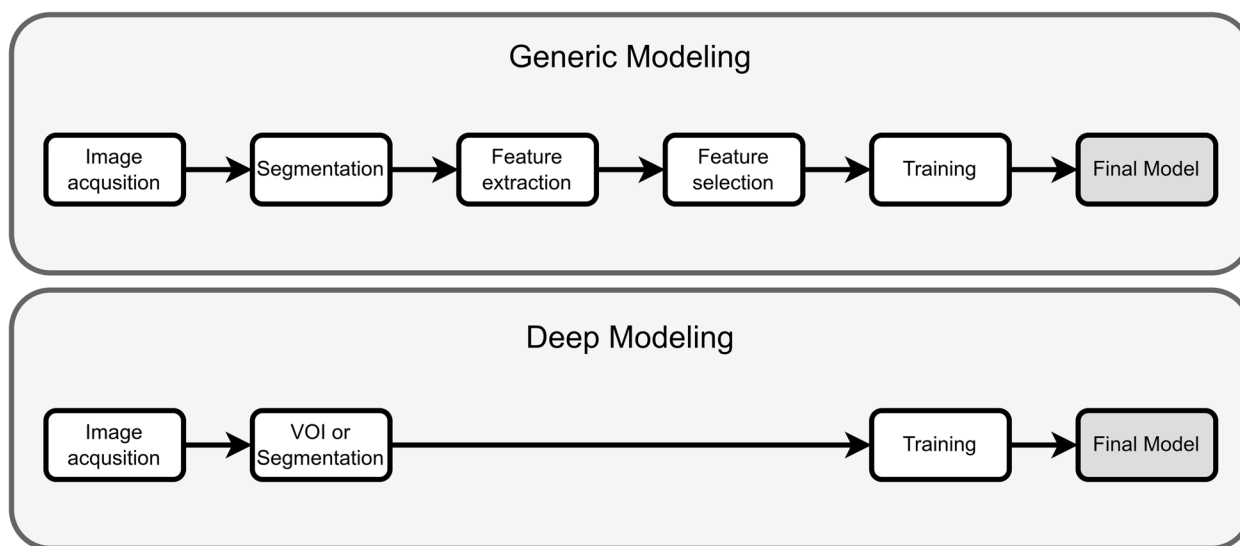 Generic Modeling
Image
acqusition
Segmentation
Feature
extraction
Feature
selection
Training
Final Model
Deep Modeling
Image
acqusition
VOI or
Segmentation
Training
Final Model